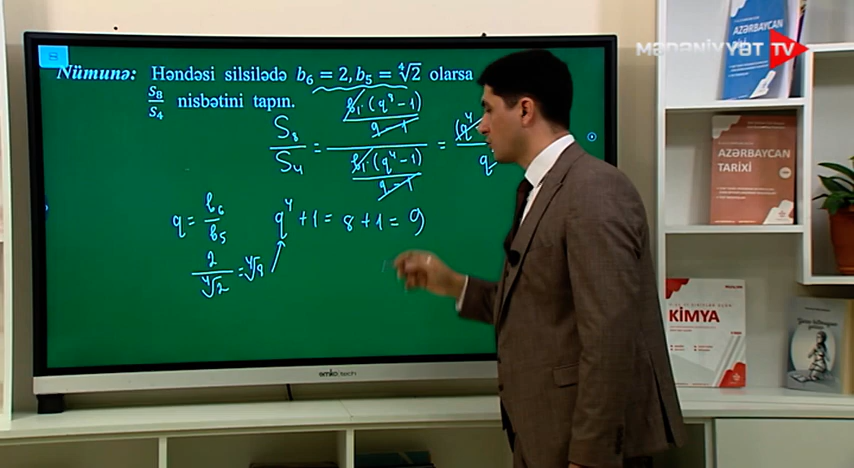 MƏDƏNİYYƏT TV
AZƏRBAYCAN
8
Nümunə: Həndəsi silsilədə b₆ = 2, b₅ = ∜2 olarsa
S₈/S₄ nisbətini tapın.
S₈/S₄ = (b₁·(q⁸ − 1)/(q − 1))/(b₁·(q⁴ − 1)/(q − 1)) = (q⁴
q = b₆/b₅
q⁴ + 1 = 8 + 1 = 9
2/∜2 = ∜8
AZƏRBAYCAN
TARİXİ
KİMYA